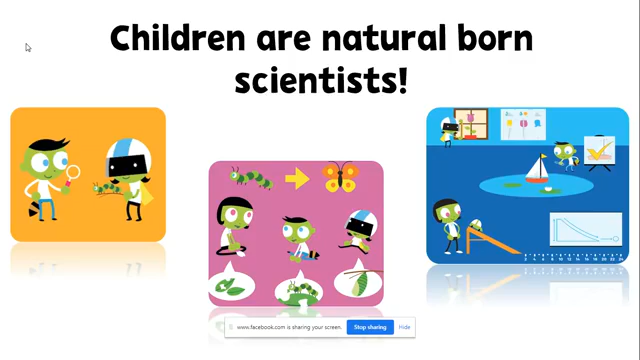 Children are natural born
scientists!
www.facebook.com is sharing your screen.
Stop sharing
Hide